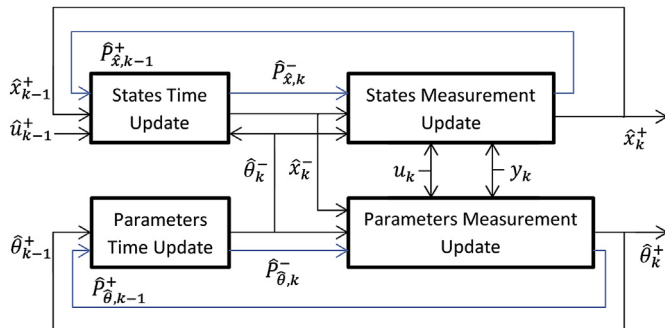 P̂⁺x̂,k−1
P̂⁻x̂,k
x̂⁺k−1
States Time
Update
States Measurement
Update
û⁺k−1
x̂⁺k
θ̂⁻k
x̂⁻k
uk
yk
Parameters
Time Update
Parameters Measurement
Update
θ̂⁺k−1
θ̂⁺k
P̂⁻θ̂,k
P̂⁺θ̂,k−1